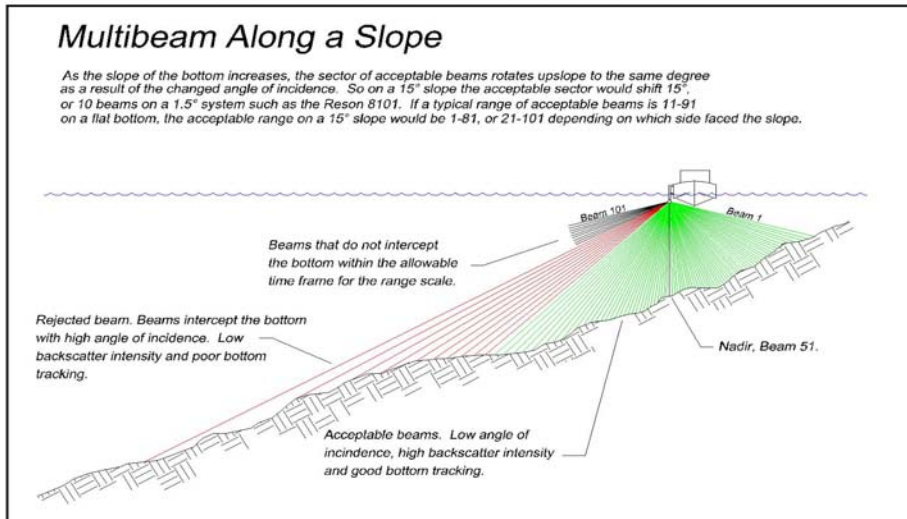 Multibeam Along a Slope
As the slope of the bottom increases, the sector of acceptable beams rotates upslope to the same degree
as a result of the changed angle of incidence. So on a 15° slope the acceptable sector would shift 15°,
or 10 beams on a 1.5° system such as the Reson 8101. If a typical range of acceptable beams is 11-91
on a flat bottom, the acceptable range on a 15° slope would be 1-81, or 21-101 depending on which side faced the slope.
Beam 101
Beam 1
Beams that do not intercept
the bottom within the allowable
time frame for the range scale.
Rejected beam. Beams intercept the bottom
with high angle of incidence. Low
backscatter intensity and poor bottom
tracking.
Nadir, Beam 51.
Acceptable beams. Low angle of
incindence, high backscatter intensity
and good bottom tracking.